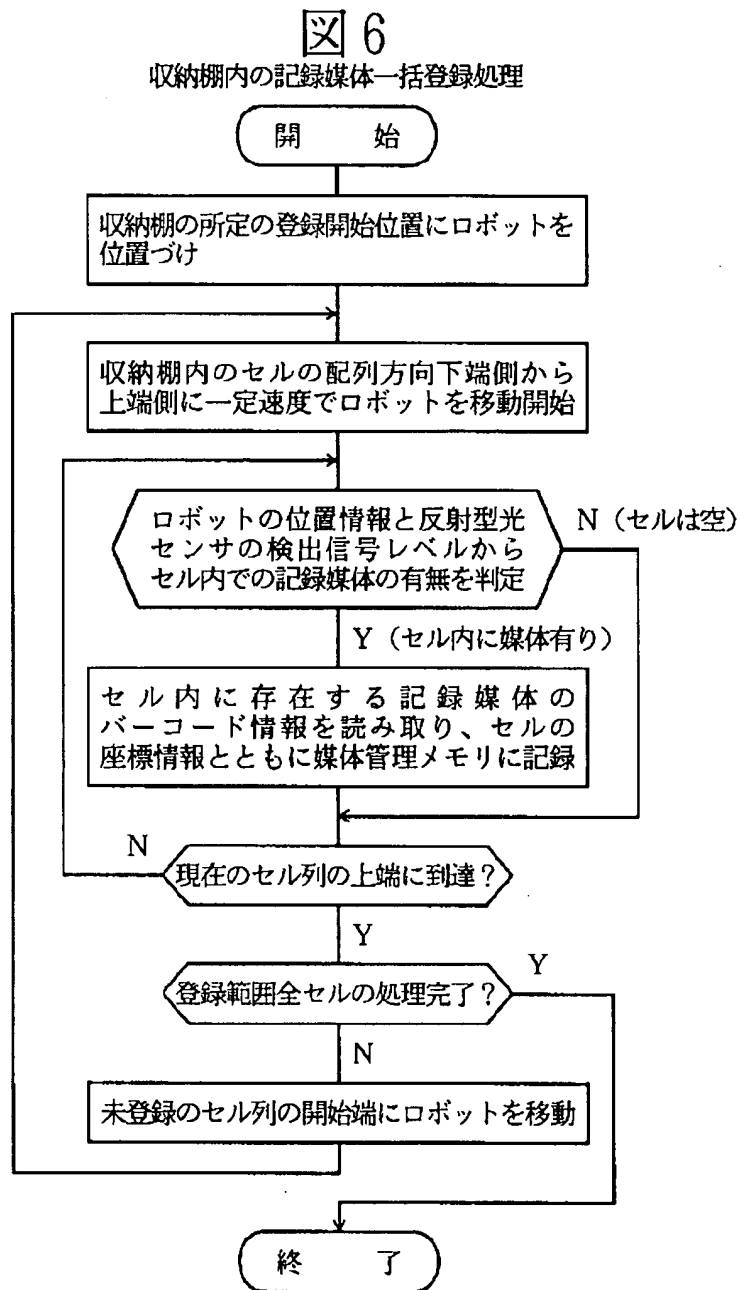 図6
収納棚内の記録媒体一括登録処理
開 始
収納棚の所定の登録開始位置にロボットを
位置づけ
収納棚内のセルの配列方向下端側から
上端側に一定速度でロボットを移動開始
ロボットの位置情報と反射型光
センサの検出信号レベルから
セル内での記録媒体の有無を判定
N(セルは空)
Y(セル内に媒体有り)
セル内に存在する記録媒体の
バーコード情報を読み取り、セルの
座標情報とともに媒体管理メモリに記録
N
現在のセル列の上端に到達?
Y
登録範囲全セルの処理完了?
Y
N
未登録のセル列の開始端にロボットを移動
終 了